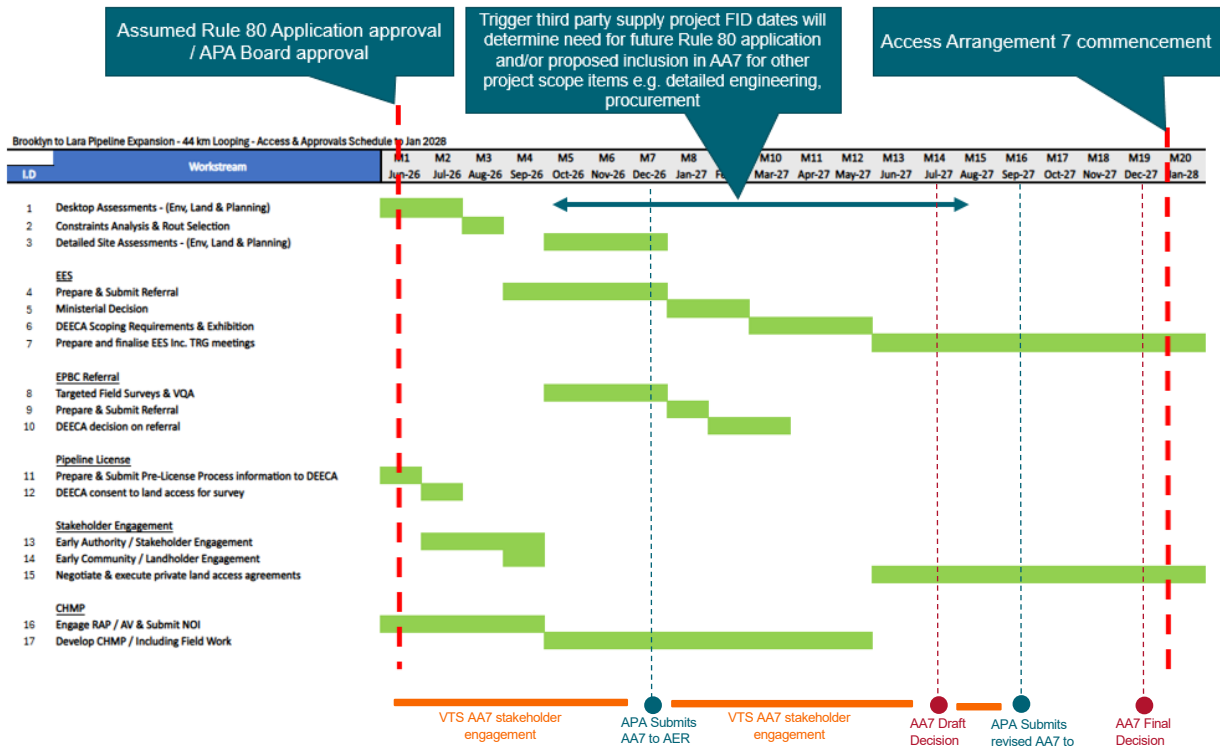 Assumed Rule 80 Application approval
/ APA Board approval
Trigger third party supply project FID dates will
determine need for future Rule 80 application
and/or proposed inclusion in AA7 for other
project scope items e.g. detailed engineering,
procurement
Access Arrangement 7 commencement
Brooklyn to Lara Pipeline Expansion - 44 km Looping - Access & Approvals Schedule to Jan 2028
I.D Workstream M1 M2 M3 M4 M5 M6 M7 M8 M10 M11 M12 M13 M14 M15 M16 M17 M18 M19 M20
Jun-26 Jul-26 Aug-26 Sep-26 Oct-26 Nov-26 Dec-26 Jan-27 Mar-27 Apr-27 May-27 Jun-27 Jul-27 Aug-27 Sep-27 Oct-27 Nov-27 Dec-27 Jan-28
1 Desktop Assessments - (Env, Land & Planning)
2 Constraints Analysis & Rout Selection
3 Detailed Site Assessments - (Env, Land & Planning)
EES
4 Prepare & Submit Referral
5 Ministerial Decision
6 DEECA Scoping Requirements & Exhibition
7 Prepare and finalise EES Inc. TRG meetings
EPBC Referral
8 Targeted Field Surveys & VQA
9 Prepare & Submit Referral
10 DEECA decision on referral
Pipeline License
11 Prepare & Submit Pre-License Process information to DEECA
12 DEECA consent to land access for survey
Stakeholder Engagement
13 Early Authority / Stakeholder Engagement
14 Early Community / Landholder Engagement
15 Negotiate & execute private land access agreements
CHMP
16 Engage RAP / AV & Submit NOI
17 Develop CHMP / Including Field Work
VTS AA7 stakeholder
engagement
APA Submits
AA7 to AER
VTS AA7 stakeholder
engagement
AA7 Draft
Decision
APA Submits
revised AA7 to
AA7 Final
Decision